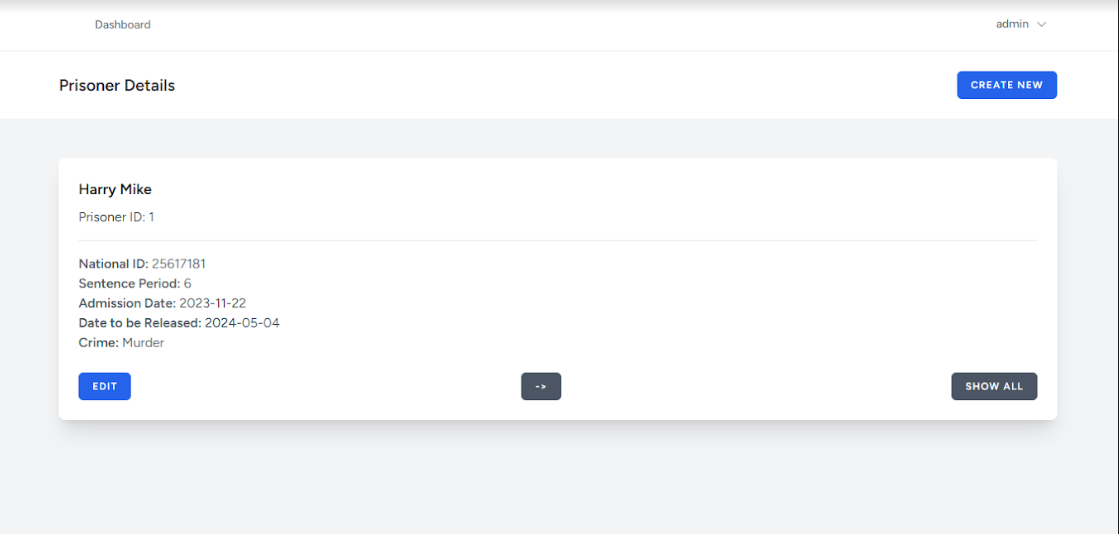 Dashboard
admin
Prisoner Details
CREATE NEW
Harry Mike
Prisoner ID: 1
National ID: 25617181
Sentence Period: 6
Admission Date: 2023-11-22
Date to be Released: 2024-05-04
Crime: Murder
EDIT
->
SHOW ALL